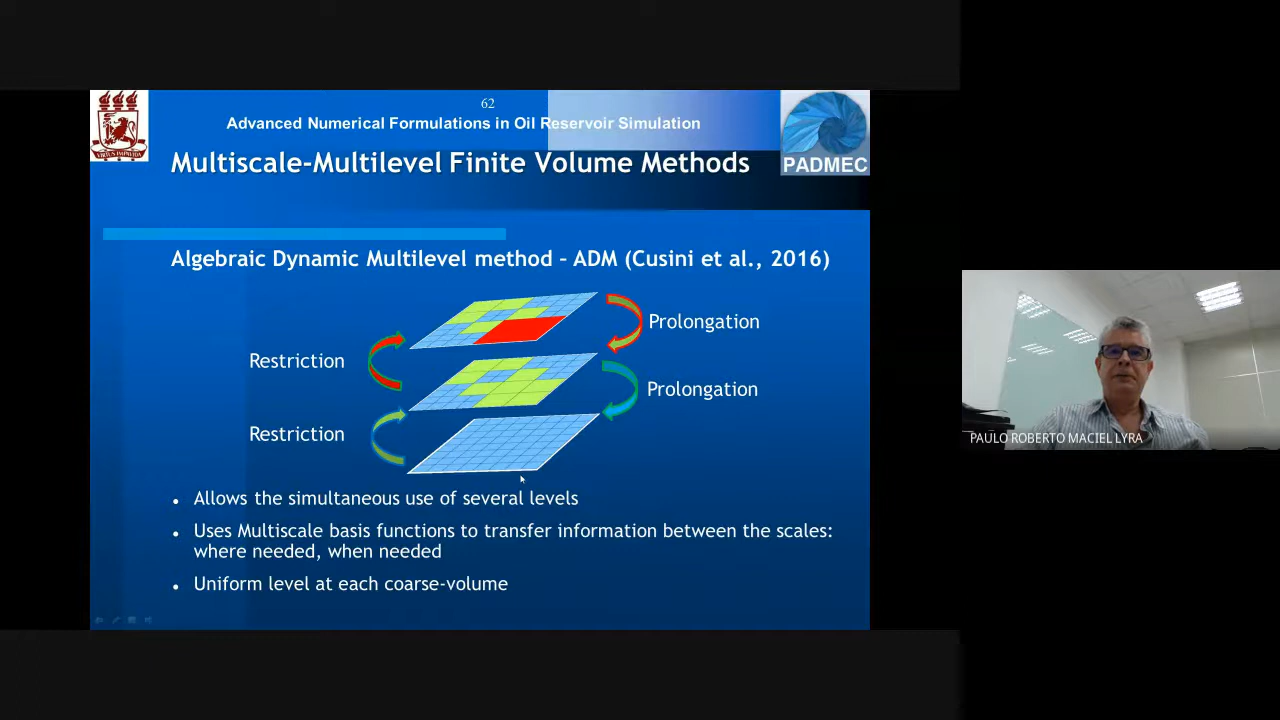 62
Advanced Numerical Formulations in Oil Reservoir Simulation
Multiscale-Multilevel Finite Volume Methods
PADMEC
Algebraic Dynamic Multilevel method – ADM (Cusini et al., 2016)
Prolongation
Restriction
Prolongation
Restriction
• Allows the simultaneous use of several levels
• Uses Multiscale basis functions to transfer information between the scales:
where needed, when needed
• Uniform level at each coarse-volume
PAULO ROBERTO MACIEL LYRA